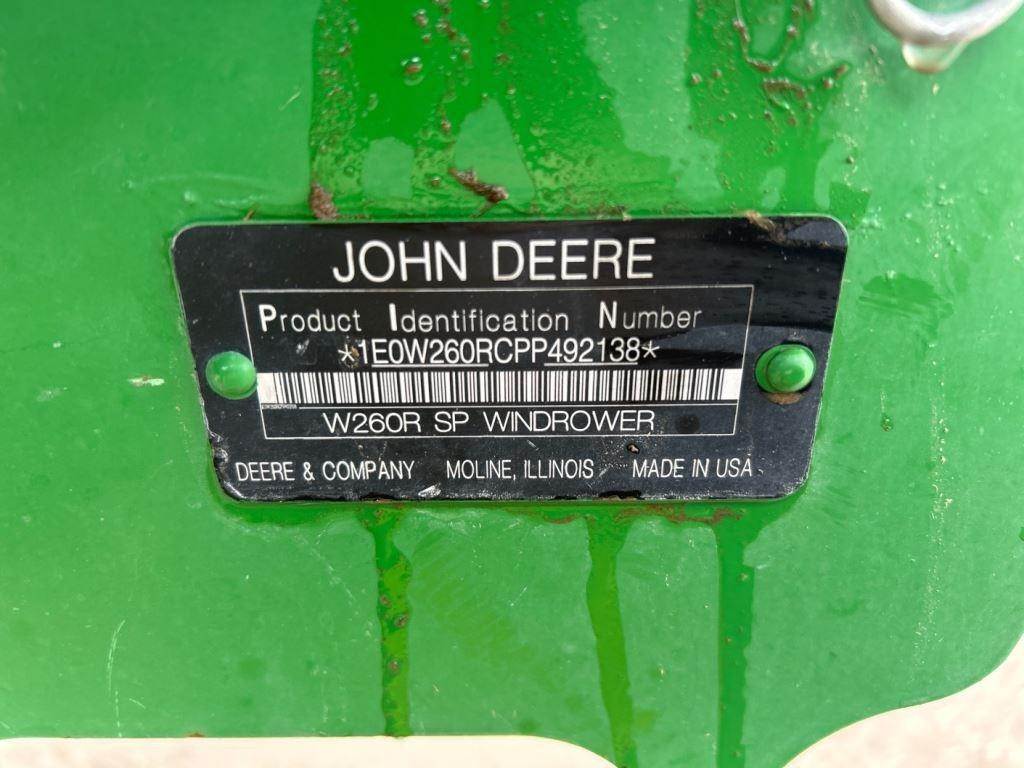 JOHN DEERE
Product Identification Number
*1E0W260RCPP492138*
W260R SP WINDROWER
DEERE & COMPANY MOLINE, ILLINOIS MADE IN USA